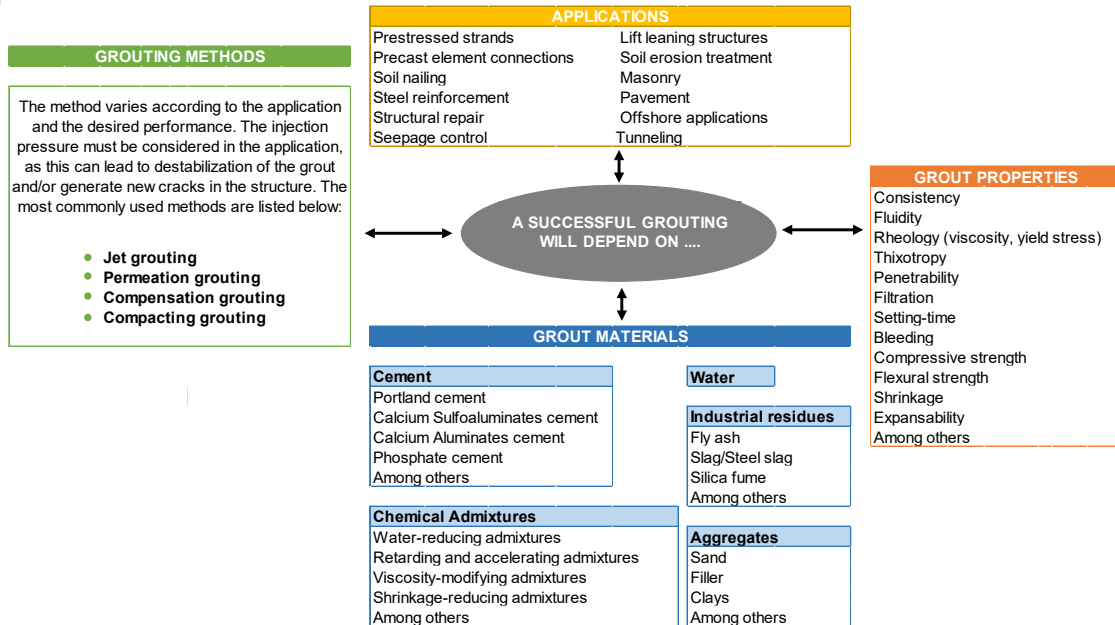 APPLICATIONS
Prestressed strands
Lift leaning structures
Precast element connections
Soil erosion treatment
Soil nailing
Masonry
Steel reinforcement
Pavement
Structural repair
Offshore applications
Seepage control
Tunneling
GROUTING METHODS
The method varies according to the application
and the desired performance. The injection
pressure must be considered in the application,
as this can lead to destabilization of the grout
and/or generate new cracks in the structure. The
most commonly used methods are listed below:
Jet grouting
Permeation grouting
Compensation grouting
Compacting grouting
A SUCCESSFUL GROUTING
WILL DEPEND ON ....
GROUT PROPERTIES
Consistency
Fluidity
Rheology (viscosity, yield stress)
Thixotropy
Penetrability
Filtration
Setting-time
Bleeding
Compressive strength
Flexural strength
Shrinkage
Expansability
Among others
GROUT MATERIALS
Cement
Portland cement
Calcium Sulfoaluminates cement
Calcium Aluminates cement
Phosphate cement
Among others
Water
Industrial residues
Fly ash
Slag/Steel slag
Silica fume
Among others
Chemical Admixtures
Water-reducing admixtures
Retarding and accelerating admixtures
Viscosity-modifying admixtures
Shrinkage-reducing admixtures
Among others
Aggregates
Sand
Filler
Clays
Among others